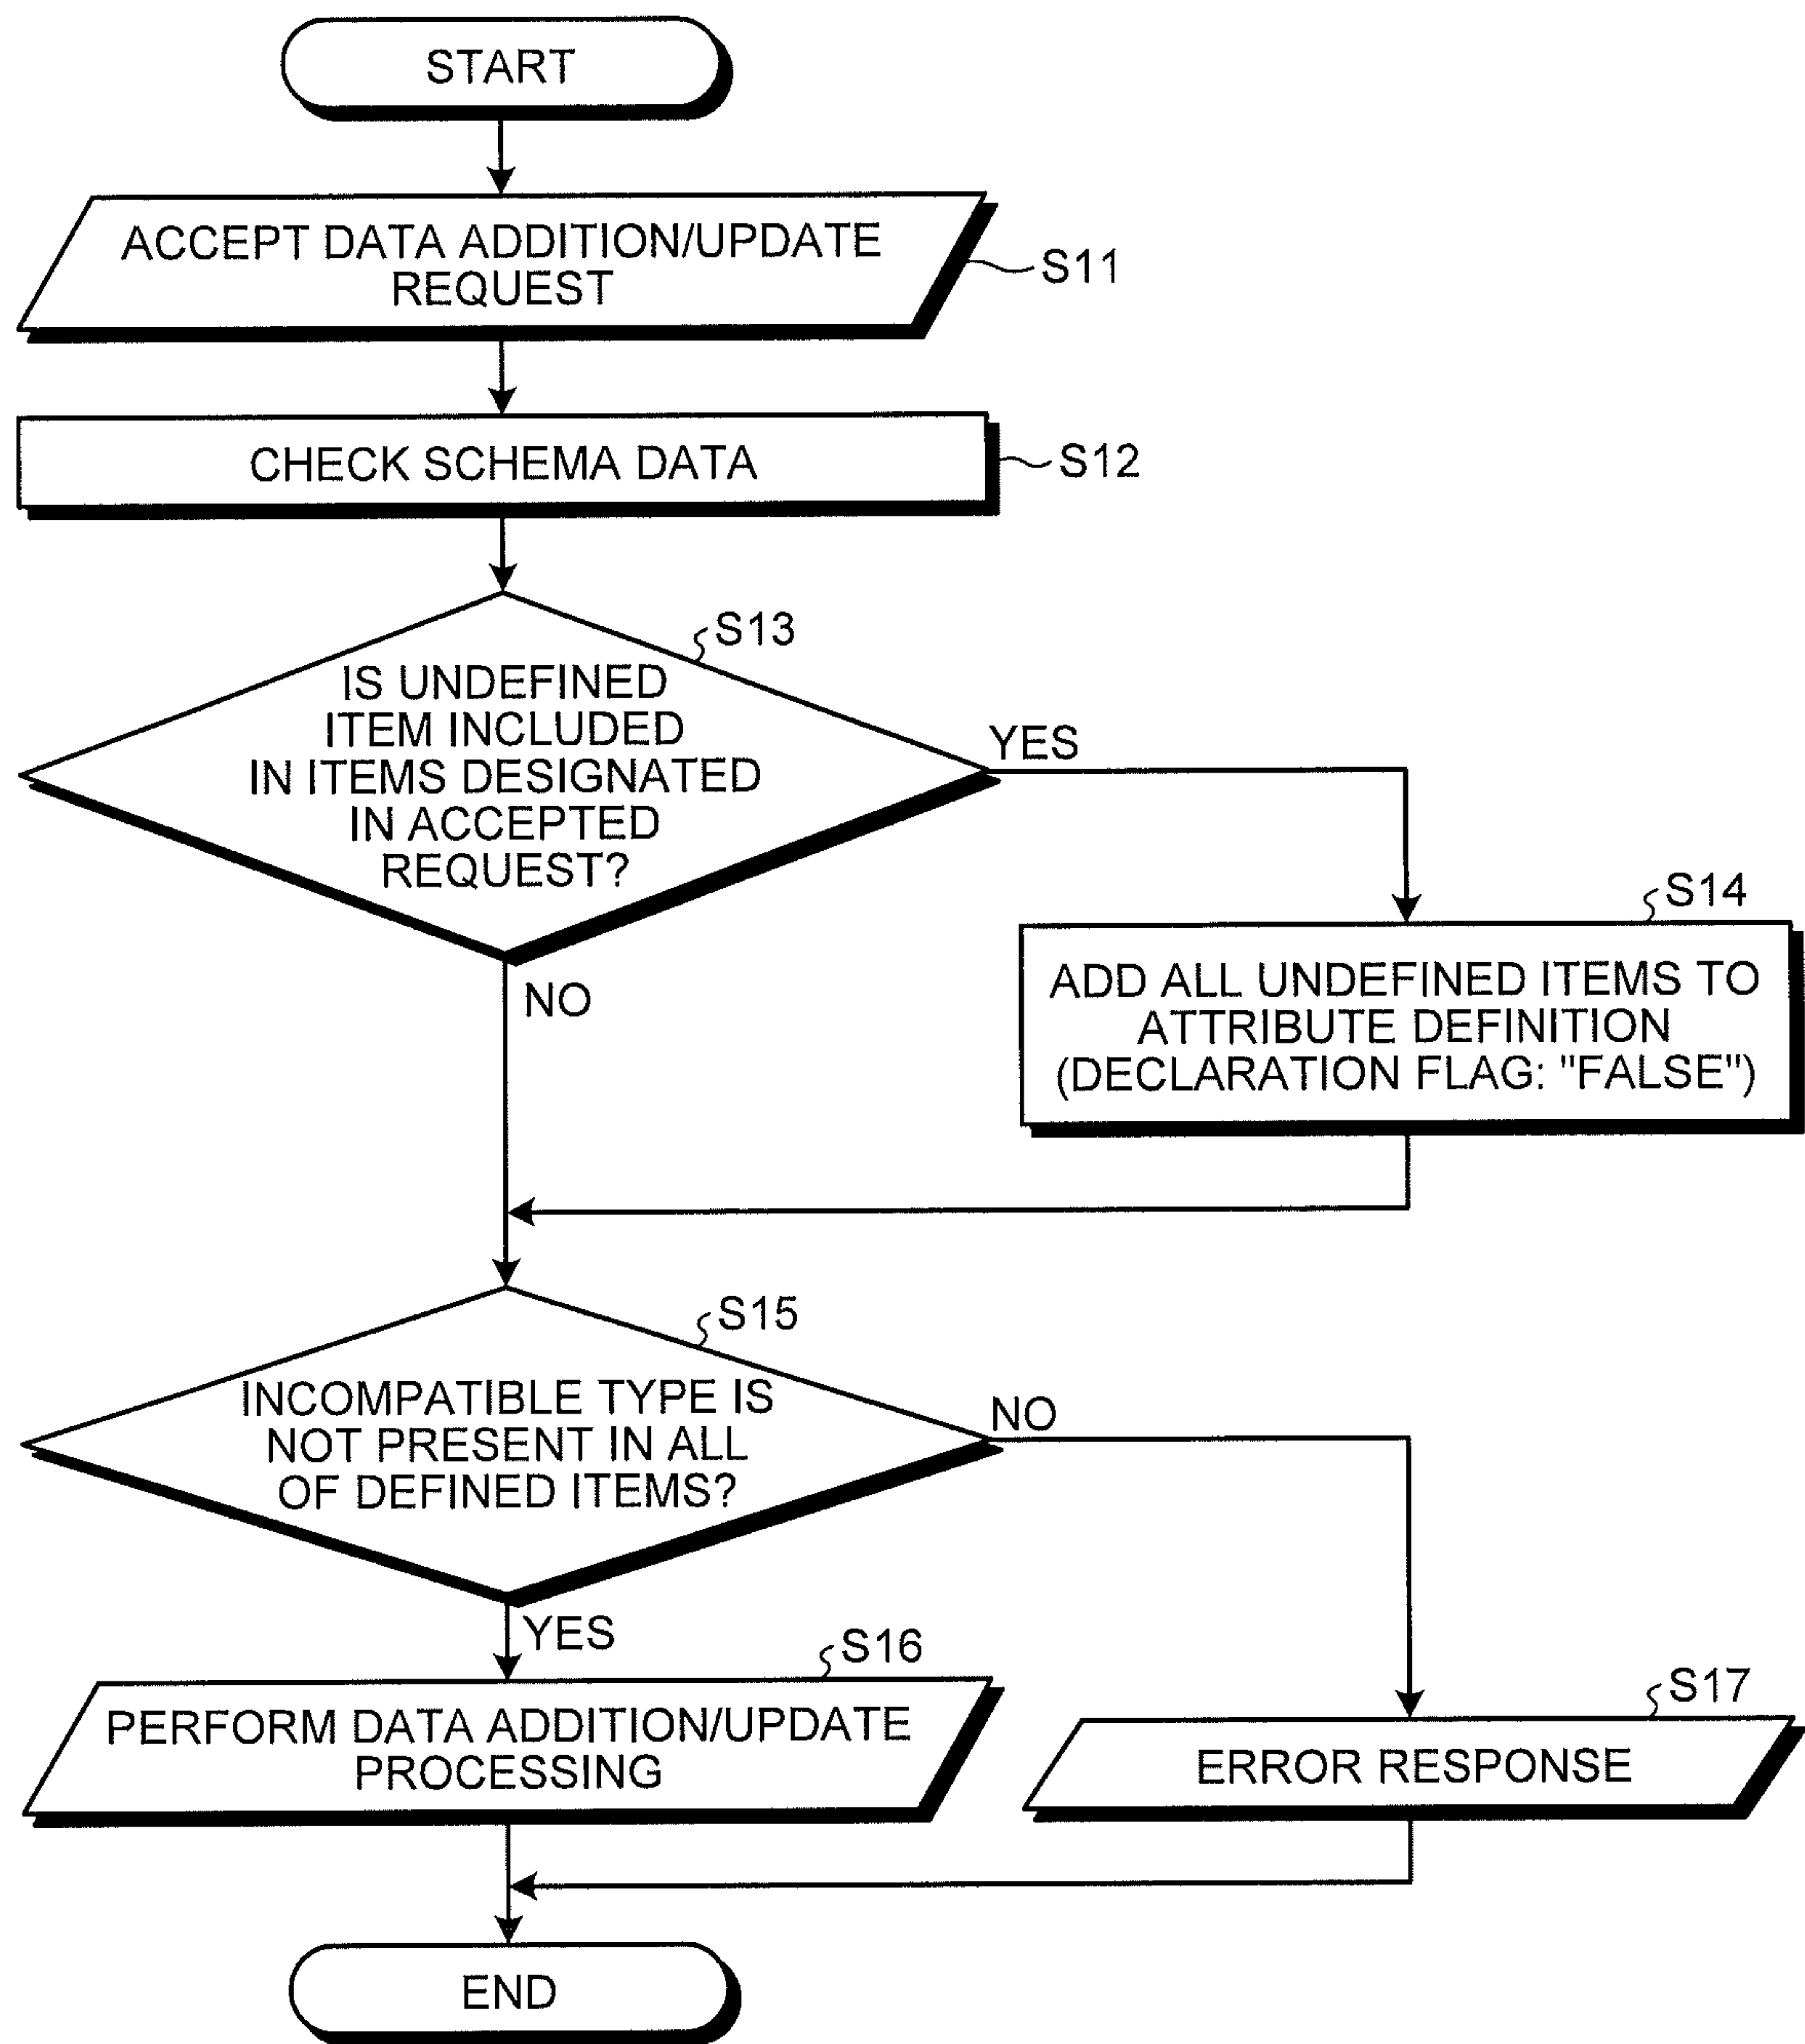 START
ACCEPT DATA ADDITION/UPDATE
REQUEST
S11
CHECK SCHEMA DATA
S12
S13
IS UNDEFINED
ITEM INCLUDED
IN ITEMS DESIGNATED
IN ACCEPTED
REQUEST?
YES
NO
S14
ADD ALL UNDEFINED ITEMS TO
ATTRIBUTE DEFINITION
(DECLARATION FLAG: "FALSE")
S15
INCOMPATIBLE TYPE IS
NOT PRESENT IN ALL
OF DEFINED ITEMS?
NO
YES
S16
PERFORM DATA ADDITION/UPDATE
PROCESSING
S17
ERROR RESPONSE
END